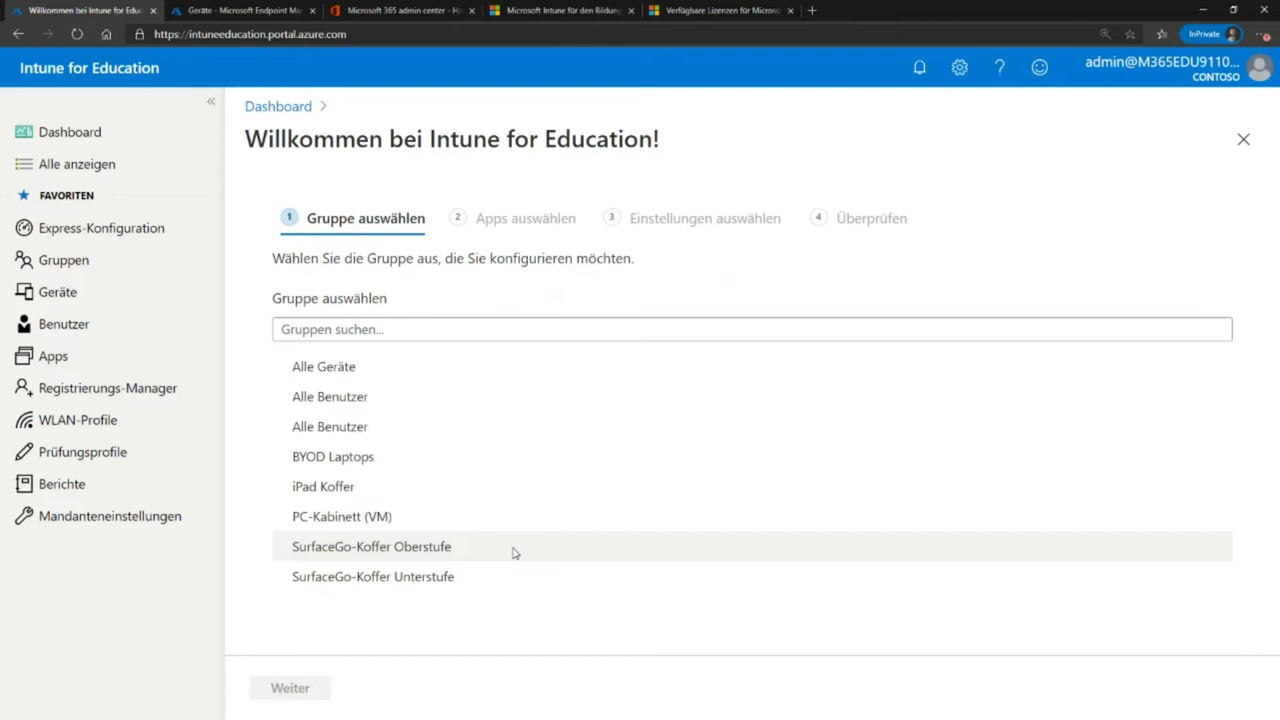 Willkommen bei Intune for Educ
Geräte - Microsoft Endpoint Ma
Microsoft 365 admin center - H
Microsoft Intune für den Bildung
Verfügbare Lizenzen für Microso
https://intuneeducation.portal.azure.com
InPrivate
Intune for Education
admin@M365EDU9110...
CONTOSO
Dashboard
Alle anzeigen
FAVORITEN
Express-Konfiguration
Gruppen
Geräte
Benutzer
Apps
Registrierungs-Manager
WLAN-Profile
Prüfungsprofile
Berichte
Mandanteneinstellungen
Dashboard >
Willkommen bei Intune for Education!
1 Gruppe auswählen 2 Apps auswählen 3 Einstellungen auswählen 4 Überprüfen
Wählen Sie die Gruppe aus, die Sie konfigurieren möchten.
Gruppe auswählen
Gruppen suchen...
Alle Geräte
Alle Benutzer
Alle Benutzer
BYOD Laptops
iPad Koffer
PC-Kabinett (VM)
SurfaceGo-Koffer Oberstufe
SurfaceGo-Koffer Unterstufe
Weiter